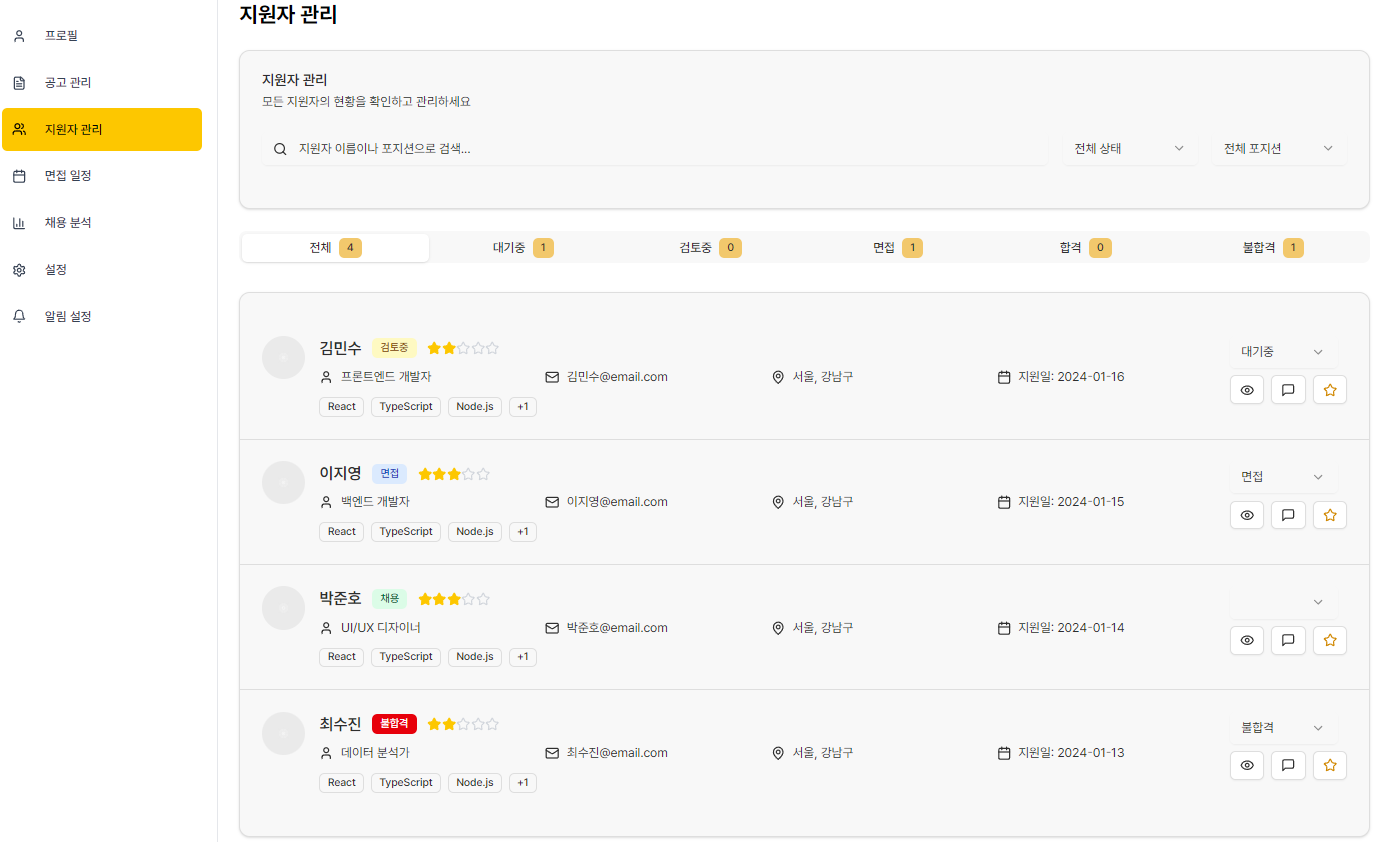 지원자 관리
프로필
공고 관리
지원자 관리
면접 일정
채용 분석
설정
알림 설정
지원자 관리
모든 지원자의 현황을 확인하고 관리하세요
지원자 이름이나 포지션으로 검색... 전체 상태 전체 포지션
전체 4 대기중 1 검토중 0 면접 1 합격 0 불합격 1
김민수 검토중 대기중
프론트엔드 개발자 김민수@email.com 서울, 강남구 지원일: 2024-01-16
React TypeScript Node.js +1
이지영 면접 면접
백엔드 개발자 이지영@email.com 서울, 강남구 지원일: 2024-01-15
React TypeScript Node.js +1
박준호 채용
UI/UX 디자이너 박준호@email.com 서울, 강남구 지원일: 2024-01-14
React TypeScript Node.js +1
최수진 불합격 불합격
데이터 분석가 최수진@email.com 서울, 강남구 지원일: 2024-01-13
React TypeScript Node.js +1